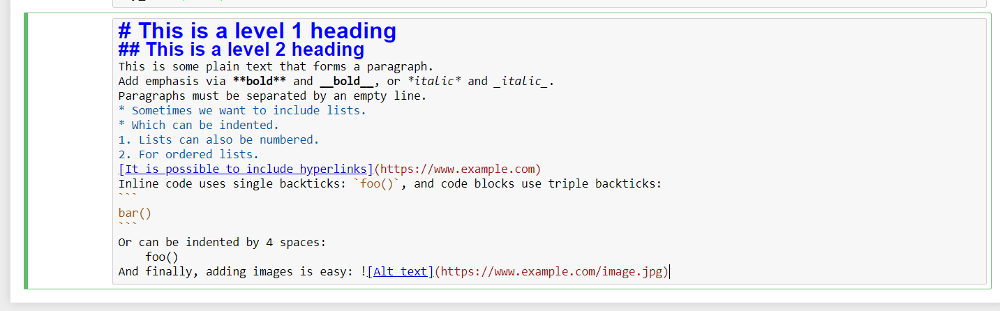 # This is a level 1 heading
## This is a level 2 heading
This is some plain text that forms a paragraph.
Add emphasis via **bold** and __bold__, or *italic* and _italic_.
Paragraphs must be separated by an empty line.
* Sometimes we want to include lists.
* Which can be indented.
1. Lists can also be numbered.
2. For ordered lists.
[It is possible to include hyperlinks](https://www.example.com)
Inline code uses single backticks: `foo()`, and code blocks use triple backticks:
```
bar()
```
Or can be indented by 4 spaces:
    foo()
And finally, adding images is easy: ![Alt text](https://www.example.com/image.jpg)